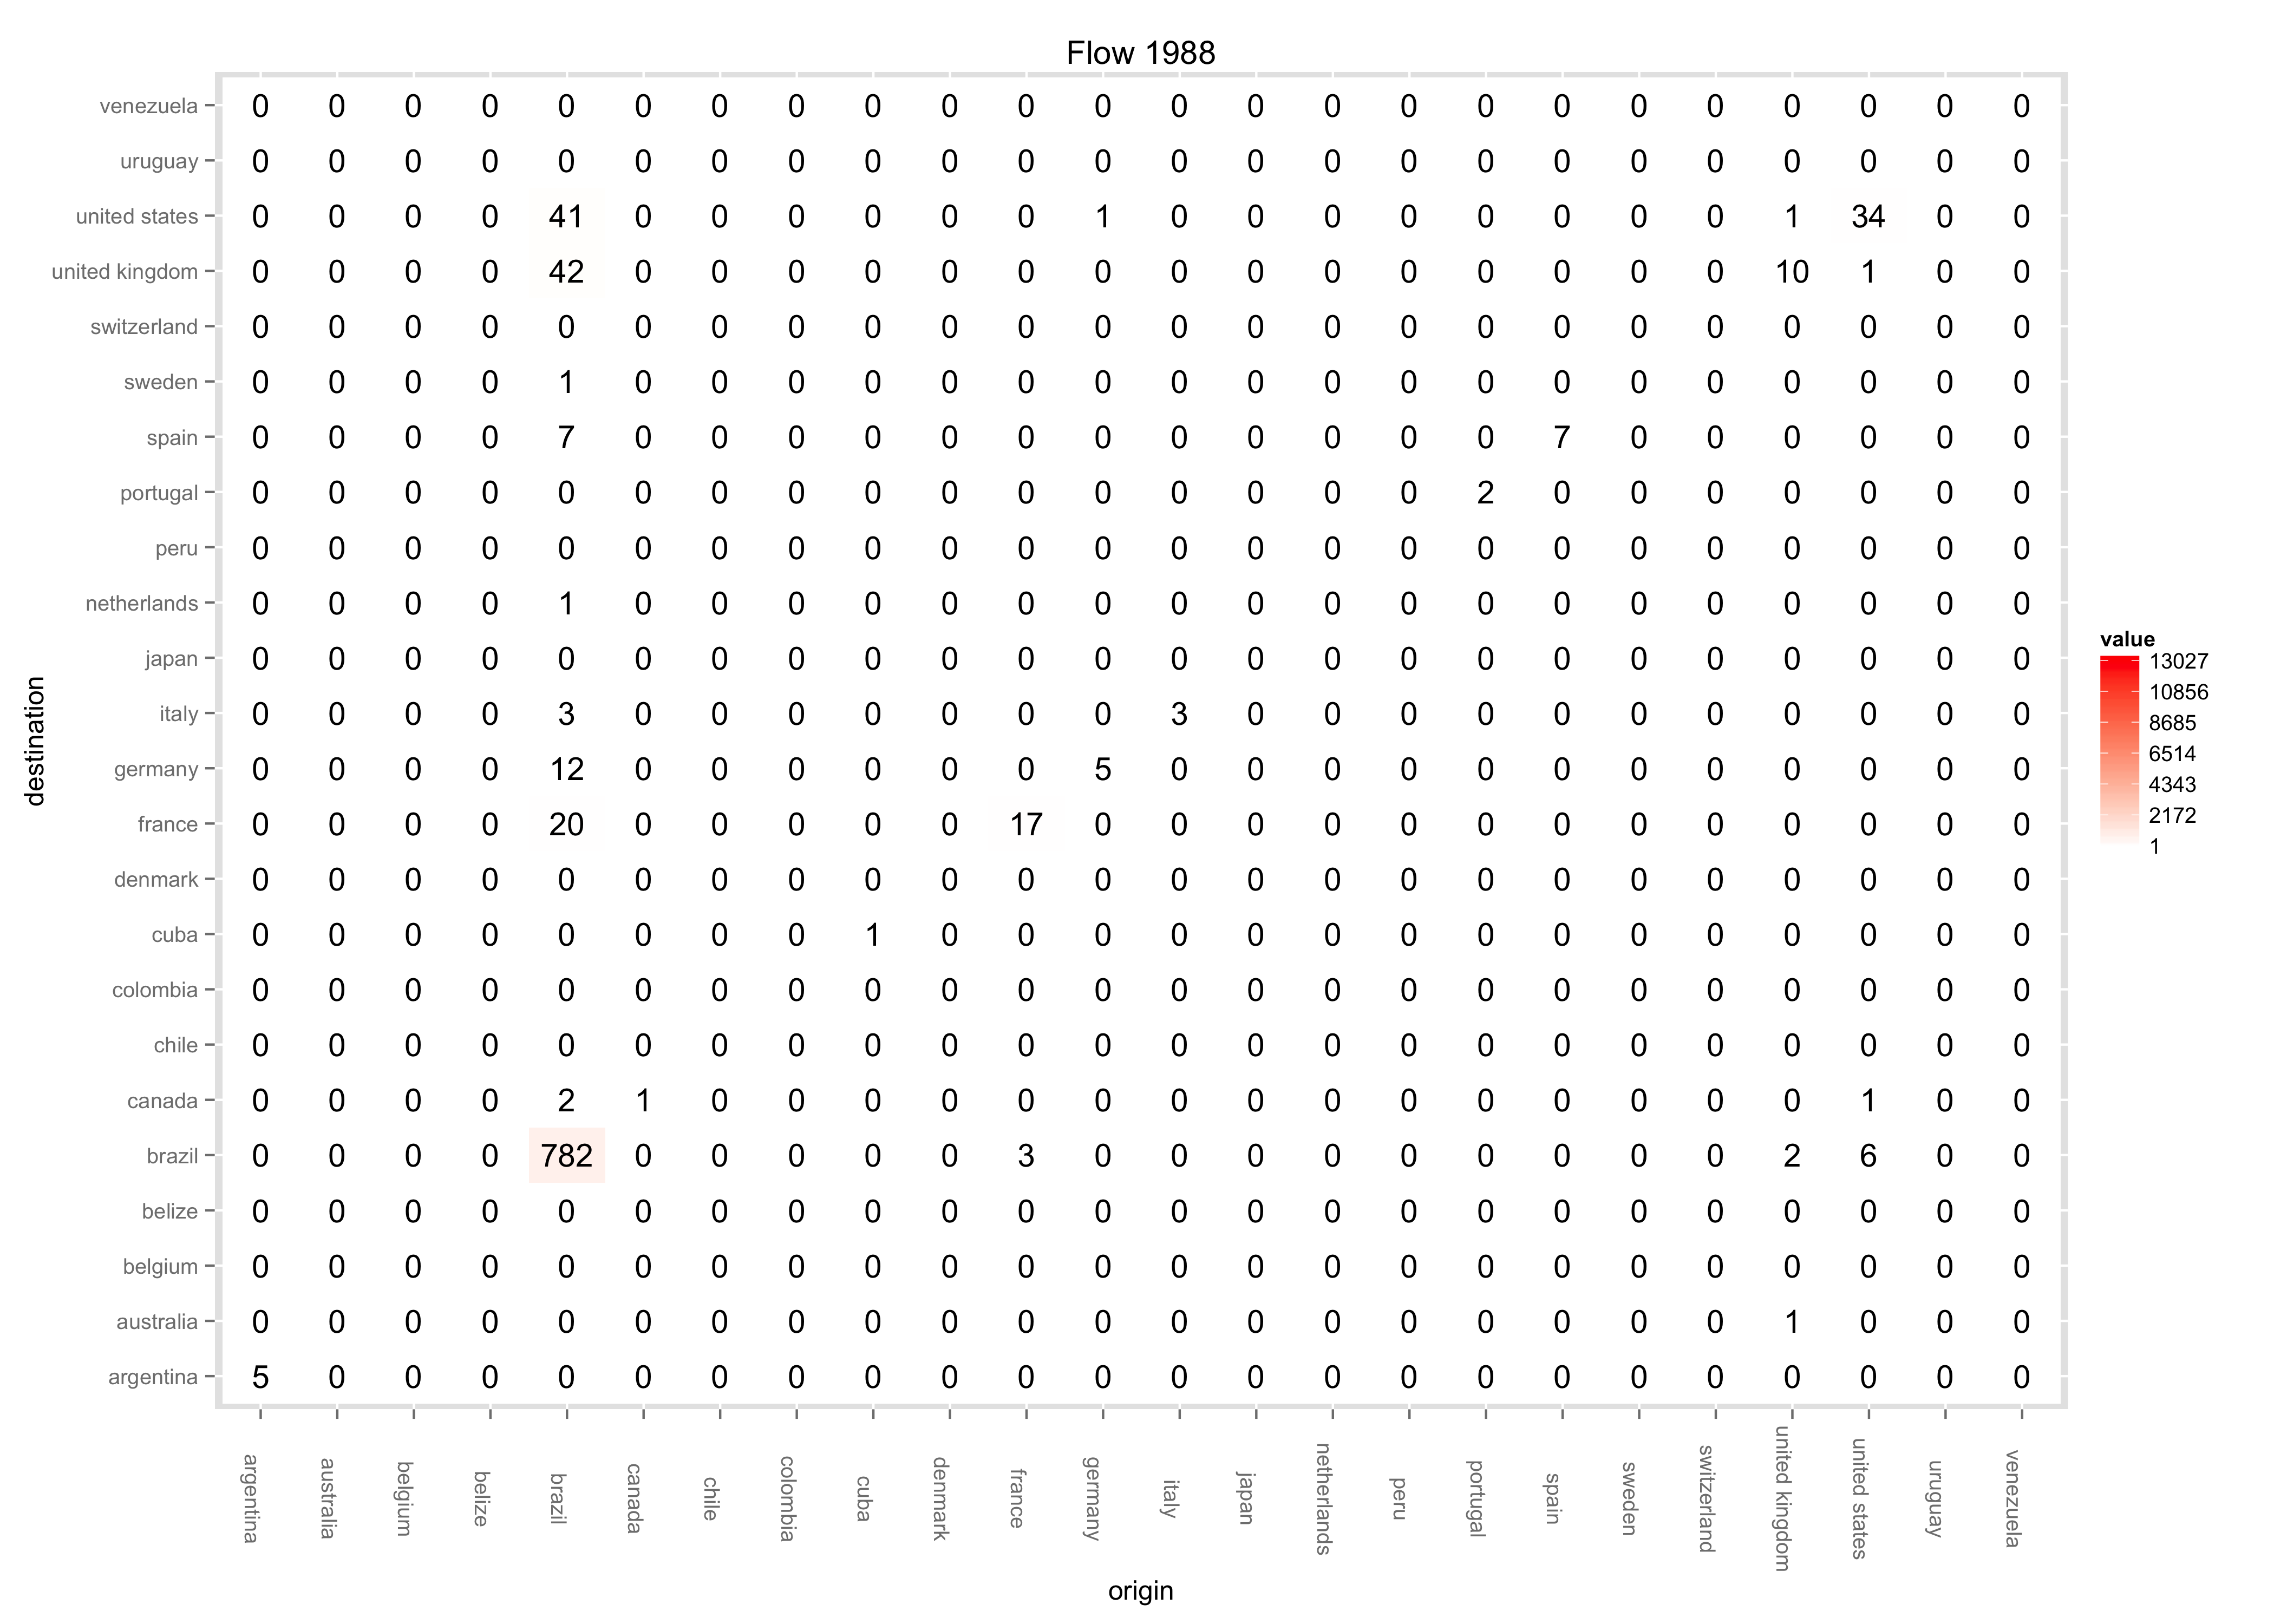 Flow 1988
venezuela 0 0 0 0 0 0 0 0 0 0 0 0 0 0 0 0 0 0 0 0 0 0 0 0
uruguay 0 0 0 0 0 0 0 0 0 0 0 0 0 0 0 0 0 0 0 0 0 0 0 0
united states 0 0 0 0 41 0 0 0 0 0 0 1 0 0 0 0 0 0 0 0 1 34 0 0
united kingdom 0 0 0 0 42 0 0 0 0 0 0 0 0 0 0 0 0 0 0 0 10 1 0 0
switzerland 0 0 0 0 0 0 0 0 0 0 0 0 0 0 0 0 0 0 0 0 0 0 0 0
sweden 0 0 0 0 1 0 0 0 0 0 0 0 0 0 0 0 0 0 0 0 0 0 0 0
spain 0 0 0 0 7 0 0 0 0 0 0 0 0 0 0 0 0 7 0 0 0 0 0 0
portugal 0 0 0 0 0 0 0 0 0 0 0 0 0 0 0 0 2 0 0 0 0 0 0 0
peru 0 0 0 0 0 0 0 0 0 0 0 0 0 0 0 0 0 0 0 0 0 0 0 0
netherlands 0 0 0 0 1 0 0 0 0 0 0 0 0 0 0 0 0 0 0 0 0 0 0 0
japan 0 0 0 0 0 0 0 0 0 0 0 0 0 0 0 0 0 0 0 0 0 0 0 0
italy 0 0 0 0 3 0 0 0 0 0 0 0 3 0 0 0 0 0 0 0 0 0 0 0
germany 0 0 0 0 12 0 0 0 0 0 0 5 0 0 0 0 0 0 0 0 0 0 0 0
france 0 0 0 0 20 0 0 0 0 0 17 0 0 0 0 0 0 0 0 0 0 0 0 0
denmark 0 0 0 0 0 0 0 0 0 0 0 0 0 0 0 0 0 0 0 0 0 0 0 0
cuba 0 0 0 0 0 0 0 0 1 0 0 0 0 0 0 0 0 0 0 0 0 0 0 0
colombia 0 0 0 0 0 0 0 0 0 0 0 0 0 0 0 0 0 0 0 0 0 0 0 0
chile 0 0 0 0 0 0 0 0 0 0 0 0 0 0 0 0 0 0 0 0 0 0 0 0
canada 0 0 0 0 2 1 0 0 0 0 0 0 0 0 0 0 0 0 0 0 0 1 0 0
brazil 0 0 0 0 782 0 0 0 0 0 3 0 0 0 0 0 0 0 0 0 2 6 0 0
belize 0 0 0 0 0 0 0 0 0 0 0 0 0 0 0 0 0 0 0 0 0 0 0 0
belgium 0 0 0 0 0 0 0 0 0 0 0 0 0 0 0 0 0 0 0 0 0 0 0 0
australia 0 0 0 0 0 0 0 0 0 0 0 0 0 0 0 0 0 0 0 0 1 0 0 0
argentina 5 0 0 0 0 0 0 0 0 0 0 0 0 0 0 0 0 0 0 0 0 0 0 0
argentina australia belgium belize brazil canada chile colombia cuba denmark france germany italy japan netherlands peru portugal spain sweden switzerland united kingdom united states uruguay venezuela
origin
destination
value
13027
10856
8685
6514
4343
2172
1